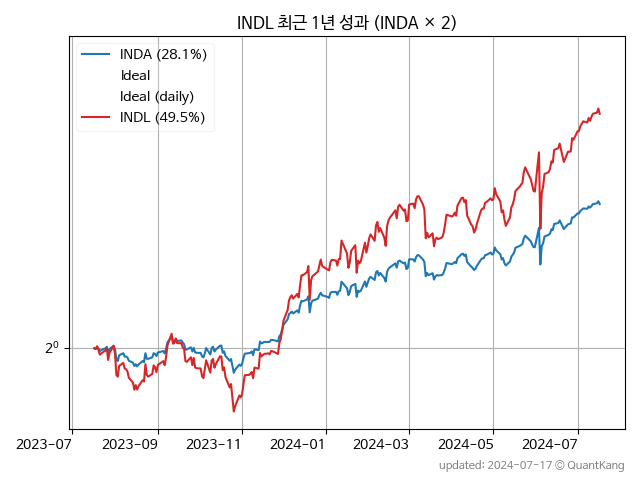 INDL 최근 1년 성과 (INDA × 2)
INDA (28.1%)
Ideal
Ideal (daily)
INDL (49.5%)
2⁰
2023-07 2023-09 2023-11 2024-01 2024-03 2024-05 2024-07
updated: 2024-07-17 © QuantKang